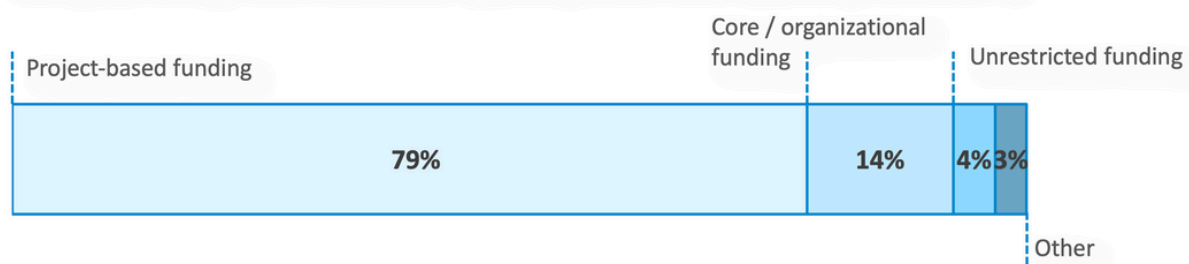 Core / organizational
funding
Project-based funding
Unrestricted funding
79%
14%
4%
3%
Other